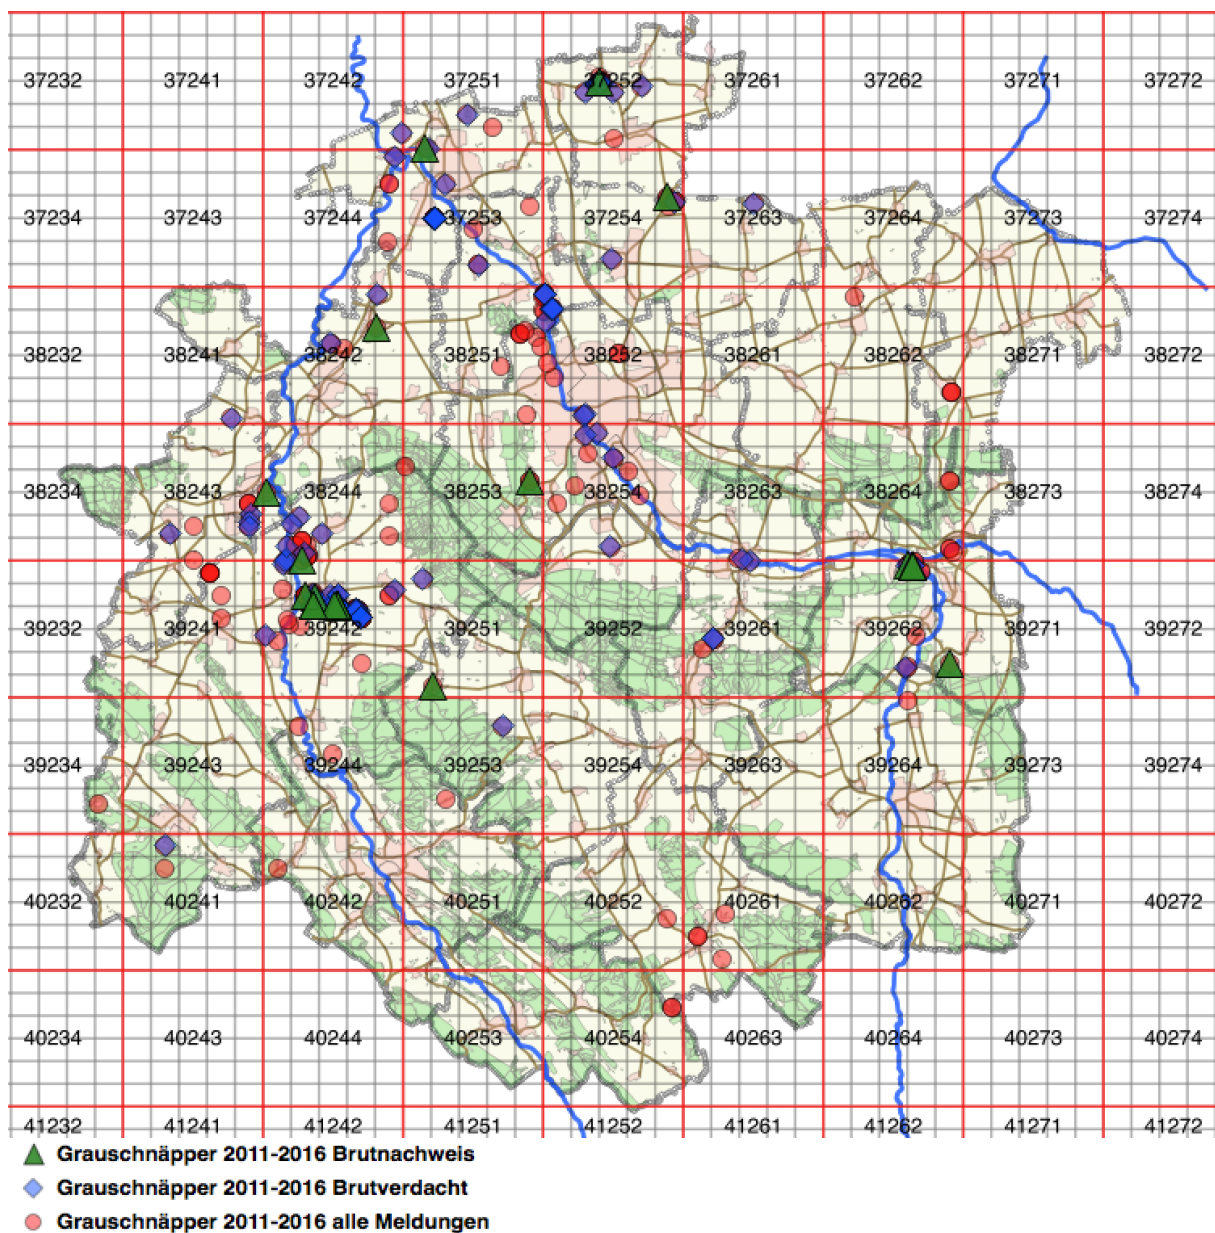 37232 37241 37242 37251 37252 37261 37262 37271 37272
37234 37243 37244 37253 37254 37263 37264 37273 37274
38232 38241 38242 38251 38252 38261 38262 38271 38272
38234 38243 38244 38253 38254 38263 38264 38273 38274
39232 39241 39242 39251 39252 39261 39262 39271 39272
39234 39243 39244 39253 39254 39263 39264 39273 39274
40232 40241 40242 40251 40252 40261 40262 40271 40272
40234 40243 40244 40253 40254 40263 40264 40273 40274
41232 41241 41242 41251 41252 41261 41262 41271 41272
Grauschnäpper 2011-2016 Brutnachweis
Grauschnäpper 2011-2016 Brutverdacht
Grauschnäpper 2011-2016 alle Meldungen